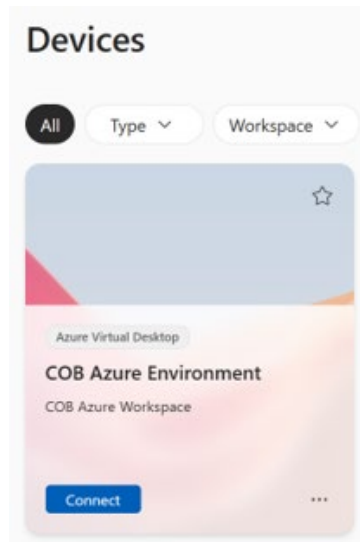 Devices
All Type Workspace
Azure Virtual Desktop
COB Azure Environment
COB Azure Workspace
Connect